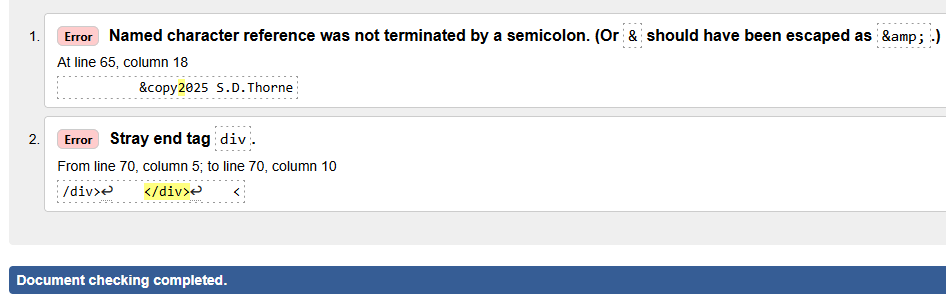 1. Error Named character reference was not terminated by a semicolon. (Or & should have been escaped as &amp; .)
At line 65, column 18
&copy2025 S.D.Thorne
2. Error Stray end tag div.
From line 70, column 5; to line 70, column 10
/div>↩ </div>↩ <
Document checking completed.